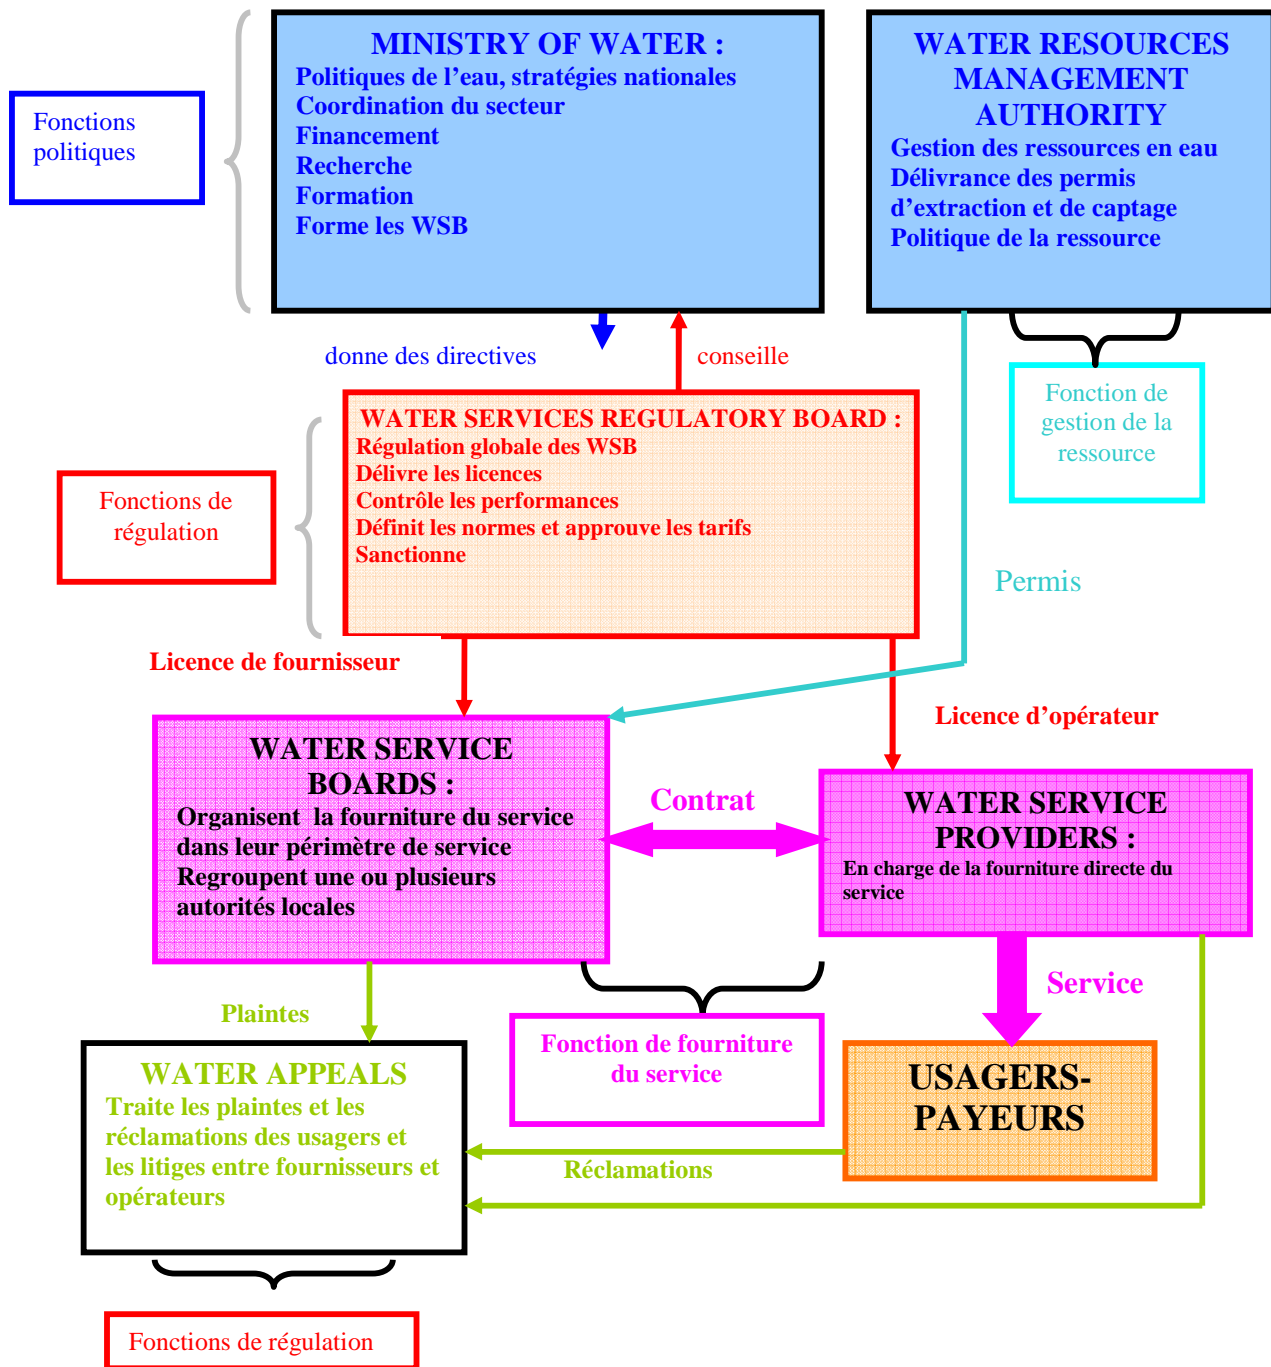 MINISTRY OF WATER :
Politiques de l’eau, stratégies nationales
Coordination du secteur
Financement
Recherche
Formation
Forme les WSB
WATER RESOURCES
MANAGEMENT
AUTHORITY
Gestion des ressources en eau
Délivrance des permis
d’extraction et de captage
Politique de la ressource
Fonctions
politiques
donne des directives
conseille
Fonction de
gestion de la
ressource
WATER SERVICES REGULATORY BOARD :
Régulation globale des WSB
Délivre les licences
Contrôle les performances
Définit les normes et approuve les tarifs
Sanctionne
Fonctions de
régulation
Permis
Licence de fournisseur
Licence d’opérateur
WATER SERVICE
BOARDS :
Organisent la fourniture du service
dans leur périmètre de service
Regroupent une ou plusieurs
autorités locales
Contrat
WATER SERVICE
PROVIDERS :
En charge de la fourniture directe du
service
Service
Plaintes
Fonction de fourniture
du service
WATER APPEALS
Traite les plaintes et les
réclamations des usagers et
les litiges entre fournisseurs et
opérateurs
USAGERS-
PAYEURS
Réclamations
Fonctions de régulation